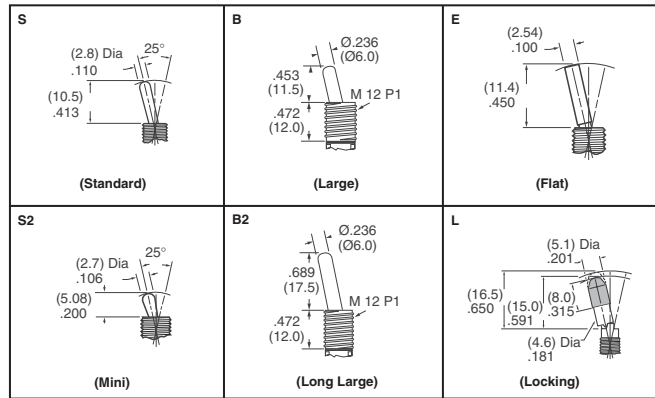 S
(2.8) Dia
.110
25°
(10.5)
.413
(Standard)
B
Ø.236
(Ø6.0)
.453
(11.5)
M 12 P1
.472
(12.0)
(Large)
E
(2.54)
.100
(11.4)
.450
(Flat)
S2
25°
(2.7) Dia
.106
(5.08)
.200
(Mini)
B2
Ø.236
(Ø6.0)
.689
(17.5)
M 12 P1
.472
(12.0)
(Long Large)
L
(5.1) Dia
.201
(16.5)
.650
(15.0)
.591
(8.0)
.315
(4.6) Dia
.181
(Locking)